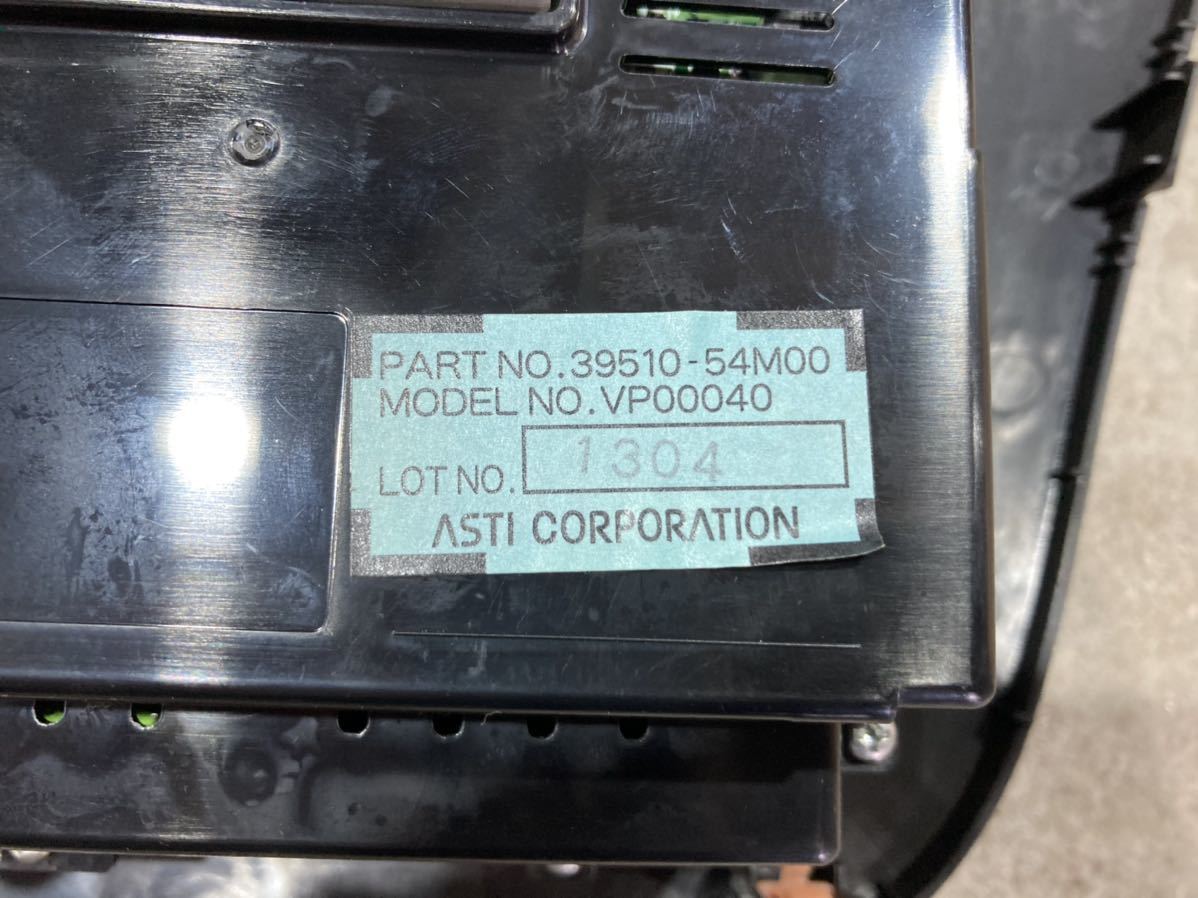 PART NO. 39510-54M00
MODEL NO. VP00040
LOT NO. 1304
ASTI CORPORATION